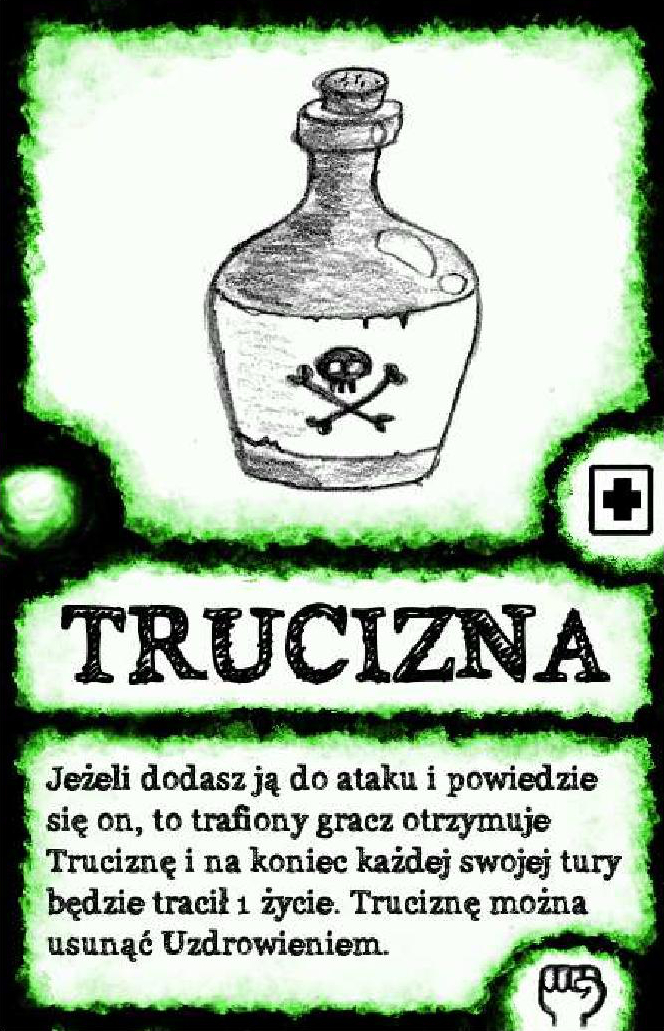 TRUCIZNA
Jeżeli dodasz ją do ataku i powiedzie
się on, to trafiony gracz otrzymuje
Truciznę i na koniec każdej swojej tury
będzie tracił 1 życie. Truciznę można
usunąć Uzdrowieniem.